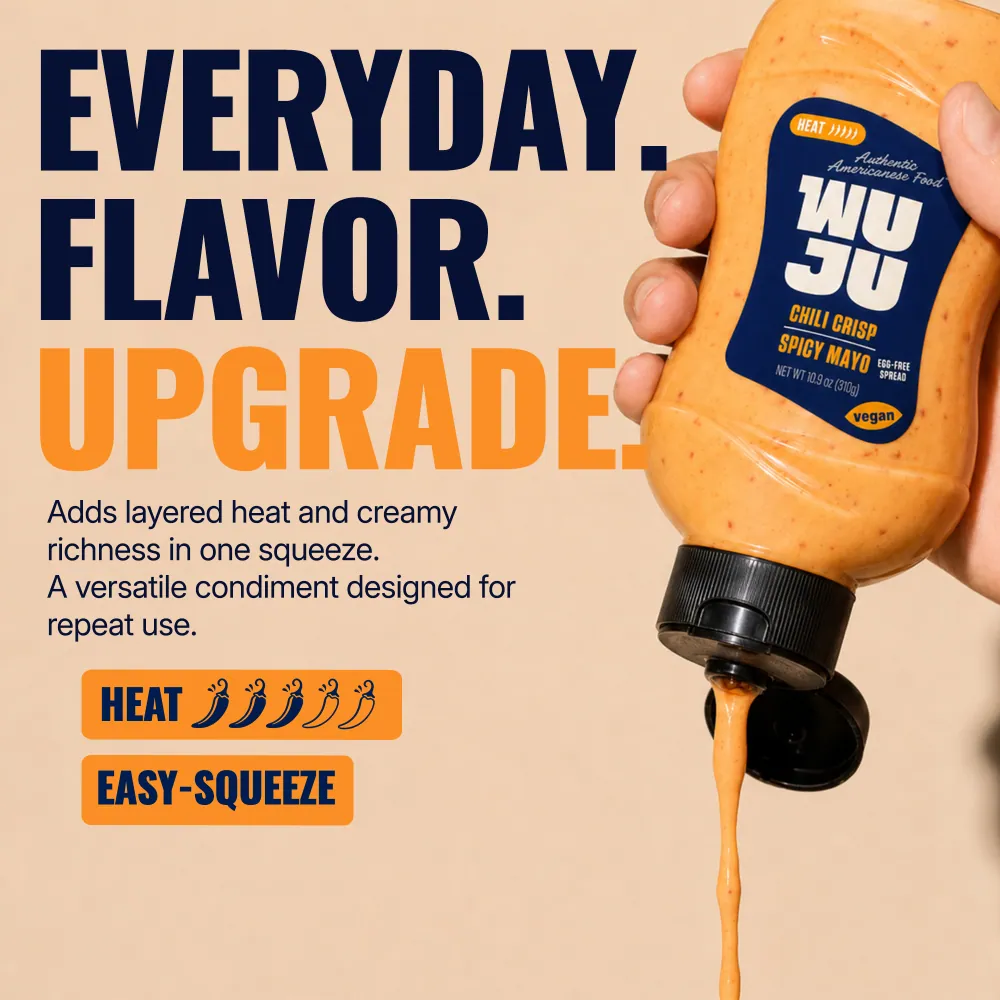 EVERYDAY.
FLAVOR.
UPGRADE.
Adds layered heat and creamy
richness in one squeeze.
A versatile condiment designed for
repeat use.
HEAT
EASY-SQUEEZE
HEAT
Authentic
Americanese Food
WU
JU
CHILI CRISP
SPICY MAYO
EGG-FREE
SPREAD
NET WT 10.9 oz (310g)
vegan